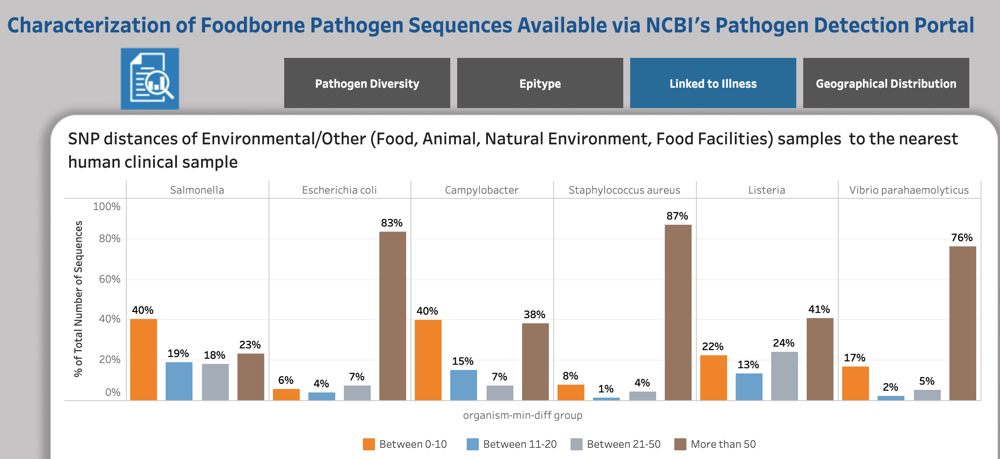 Characterization of Foodborne Pathogen Sequences Available via NCBI's Pathogen Detection Portal
Pathogen Diversity
Epitype
Linked to Illness
Geographical Distribution
SNP distances of Environmental/Other (Food, Animal, Natural Environment, Food Facilities) samples to the nearest
human clinical sample
Salmonella
Escherichia coli
Campylobacter
Staphylococcus aureus
Listeria
Vibrio parahaemolyticus
% of Total Number of Sequences
100%
80%
60%
40%
20%
0%
40%
19%
18%
23%
6%
4%
7%
83%
40%
15%
7%
38%
8%
1%
4%
87%
22%
13%
24%
41%
17%
2%
5%
76%
organism-min-diff group
Between 0-10
Between 11-20
Between 21-50
More than 50